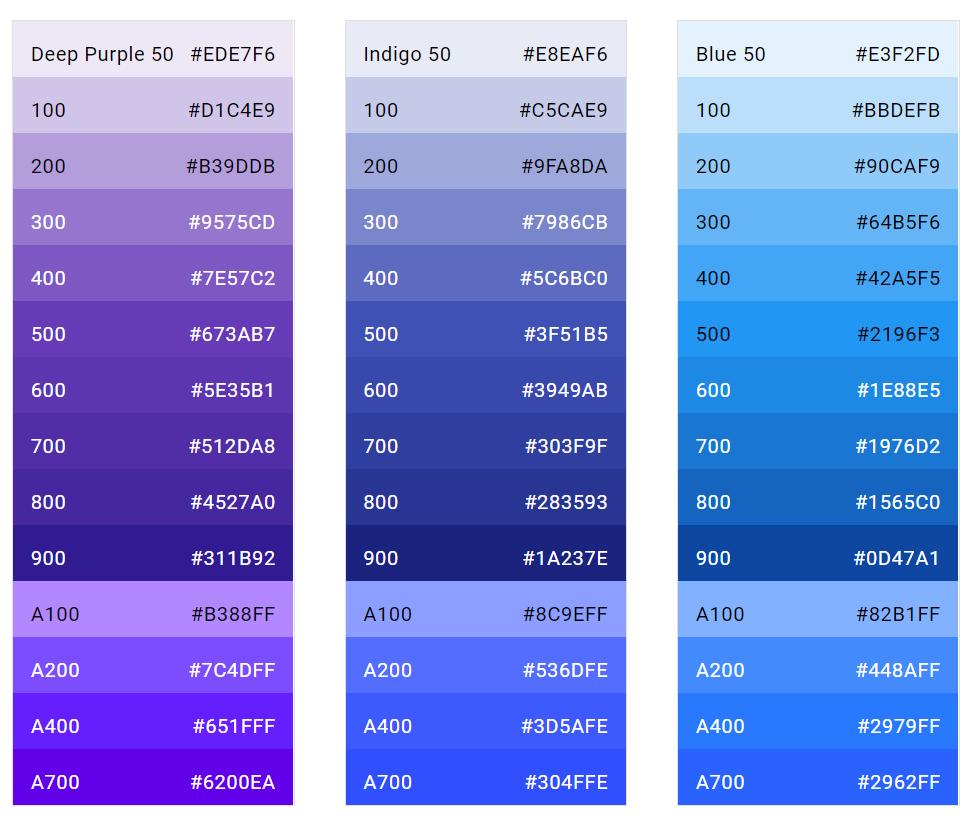 Deep Purple 50 #EDE7F6
100 #D1C4E9
200 #B39DDB
300 #9575CD
400 #7E57C2
500 #673AB7
600 #5E35B1
700 #512DA8
800 #4527A0
900 #311B92
A100 #B388FF
A200 #7C4DFF
A400 #651FFF
A700 #6200EA
Indigo 50 #E8EAF6
100 #C5CAE9
200 #9FA8DA
300 #7986CB
400 #5C6BC0
500 #3F51B5
600 #3949AB
700 #303F9F
800 #283593
900 #1A237E
A100 #8C9EFF
A200 #536DFE
A400 #3D5AFE
A700 #304FFE
Blue 50 #E3F2FD
100 #BBDEFB
200 #90CAF9
300 #64B5F6
400 #42A5F5
500 #2196F3
600 #1E88E5
700 #1976D2
800 #1565C0
900 #0D47A1
A100 #82B1FF
A200 #448AFF
A400 #2979FF
A700 #2962FF